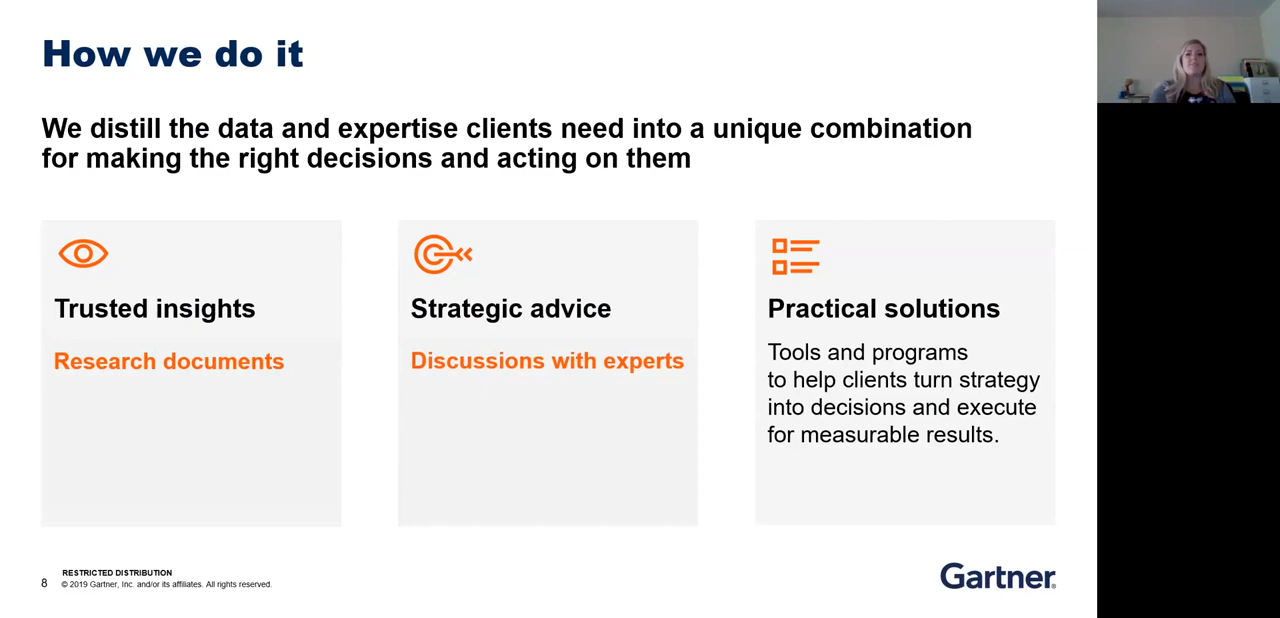 How we do it
We distill the data and expertise clients need into a unique combination
for making the right decisions and acting on them
Trusted insights
Research documents
Strategic advice
Discussions with experts
Practical solutions
Tools and programs
to help clients turn strategy
into decisions and execute
for measurable results.
8
RESTRICTED DISTRIBUTION
© 2019 Gartner, Inc. and/or its affiliates. All rights reserved.
Gartner®